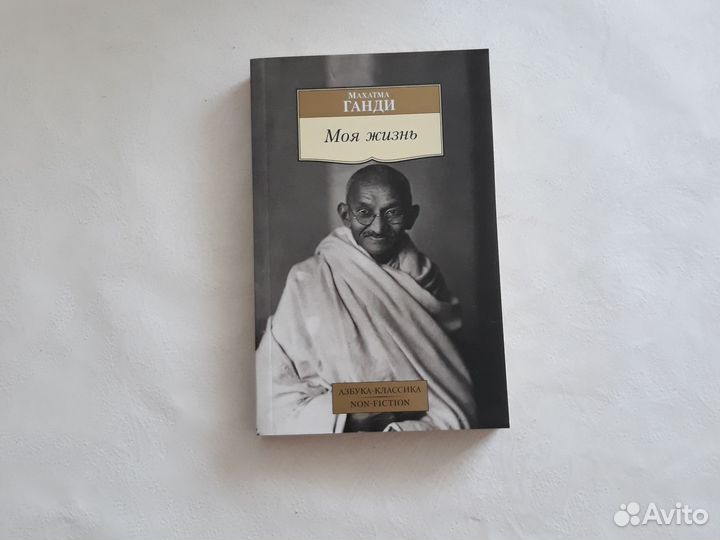 Махатма
ГАНДИ
Моя жизнь
АЗБУКА-КЛАССИКА
NON-FICTION
Avito